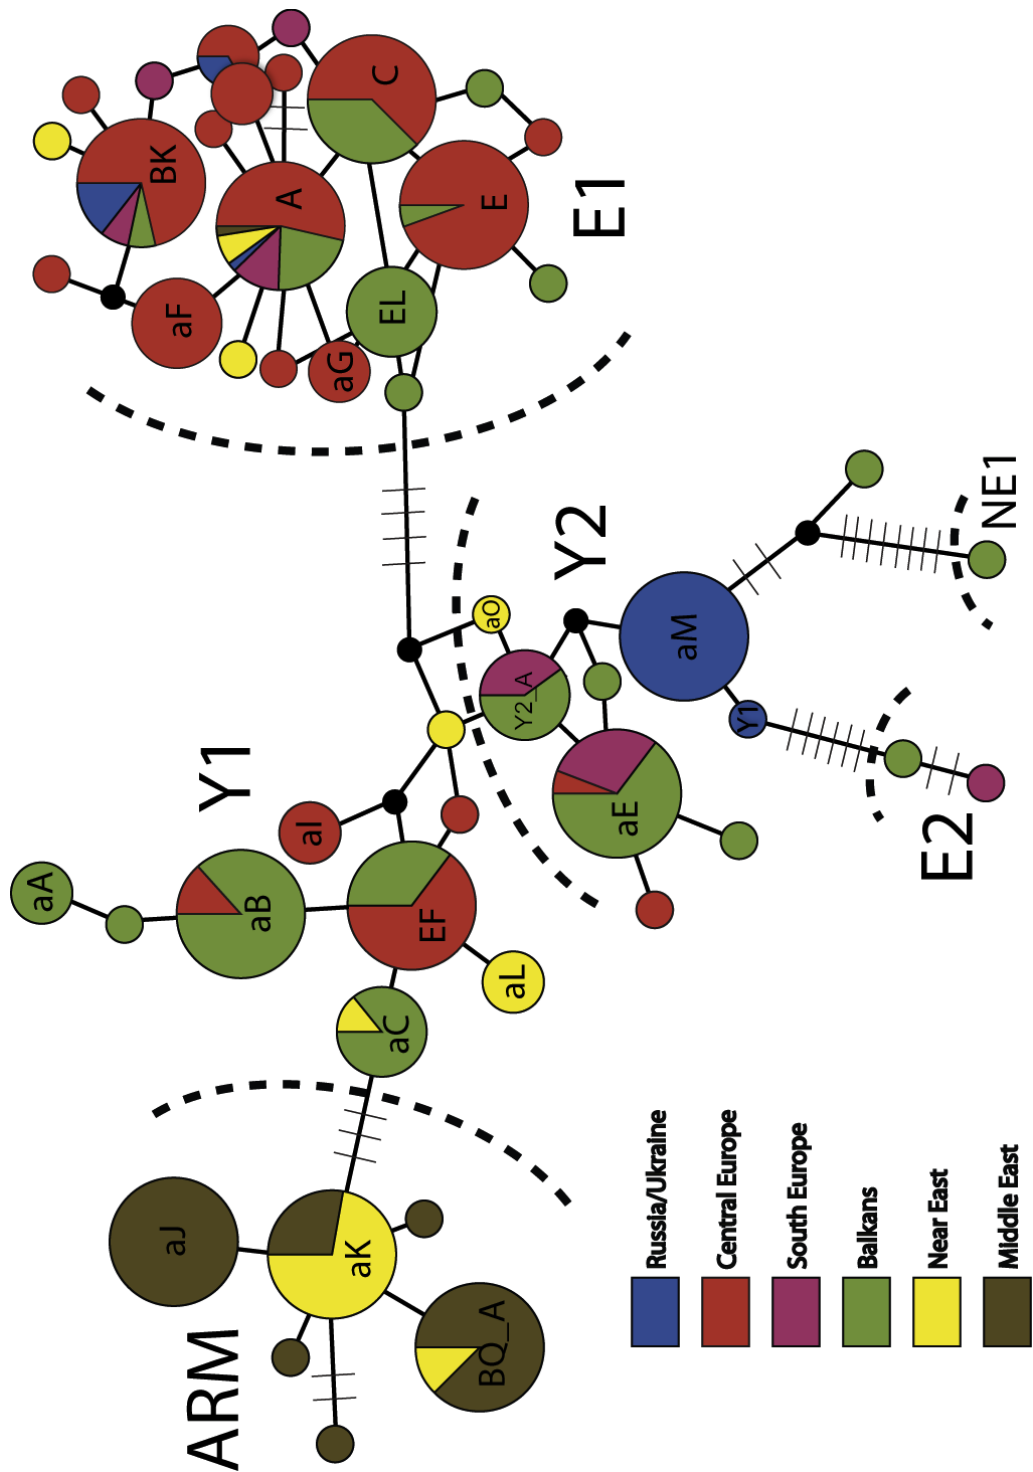 aA
BK
aJ
aF
ARM
Y1
aB
A
aI
aG
aK
C
EL
aC
EF
aO
BQ_A
E
aL
Y2_A
Y2
E1
aE
aM
Y1
E2
NE1
Russia/Ukraine
Central Europe
South Europe
Balkans
Near East
Middle East